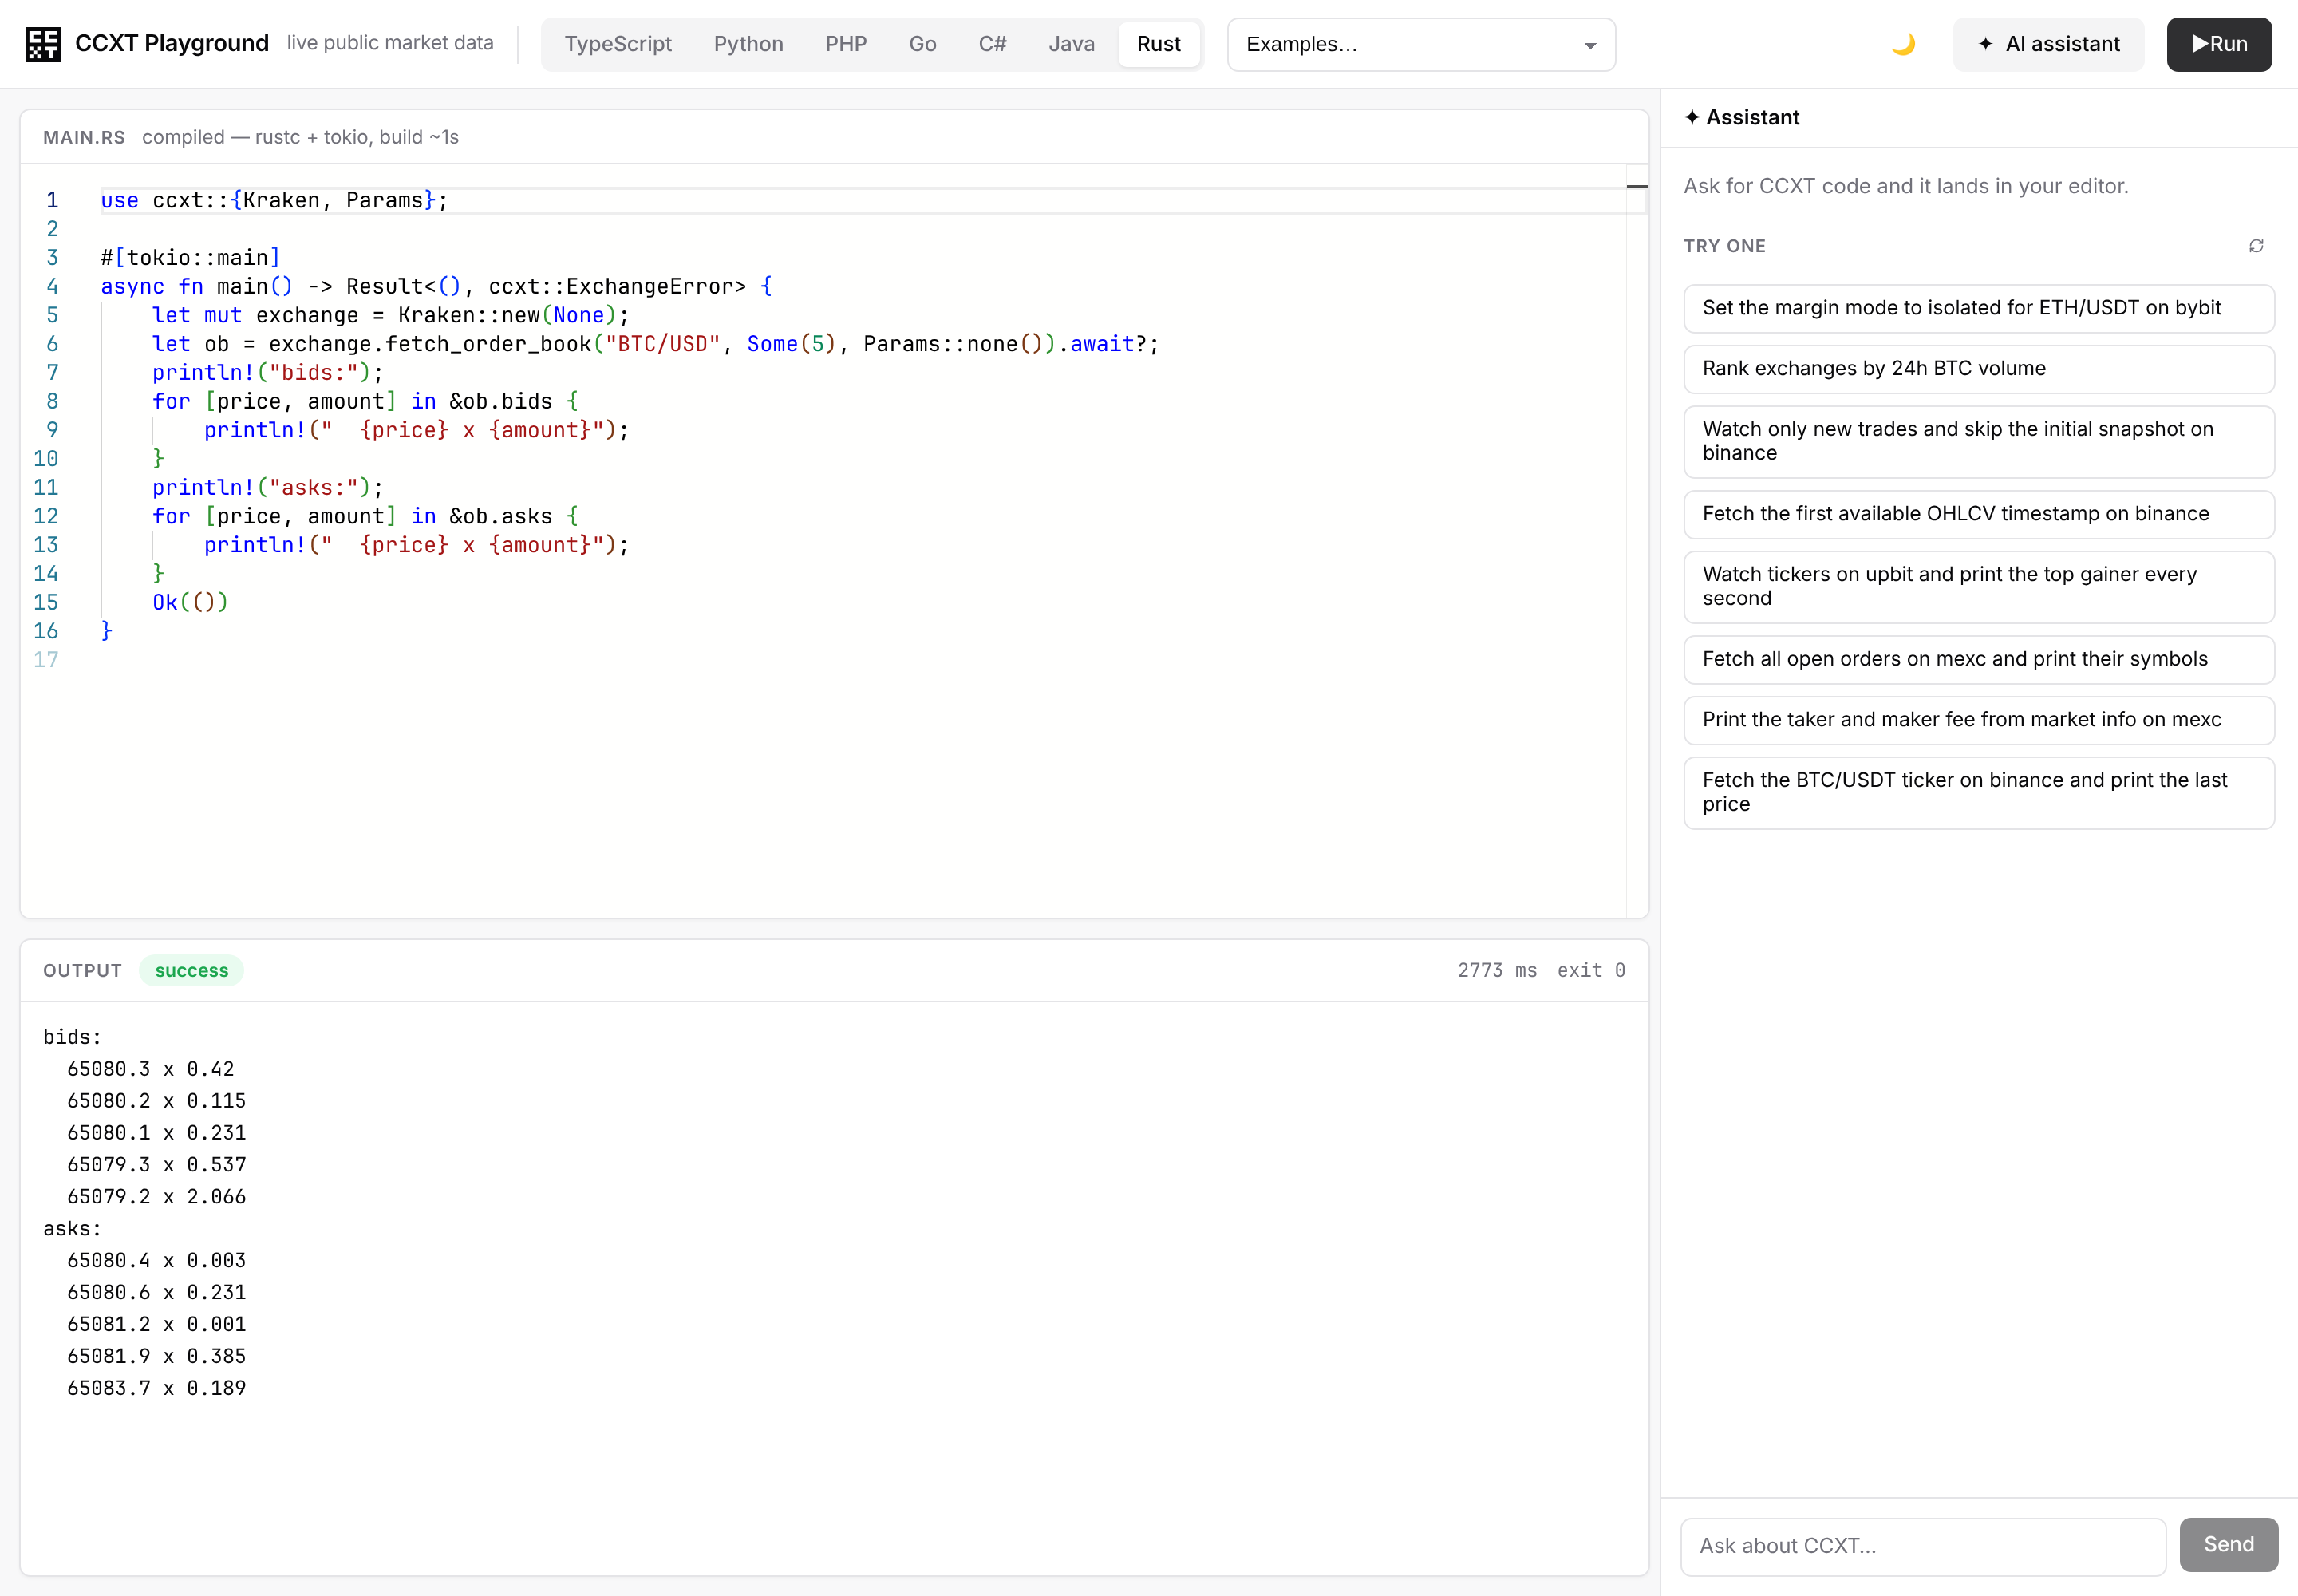 CCXT Playground live public market data TypeScript Python PHP Go C# Java Rust Examples… 🌙 ✦ AI assistant ▶Run
MAIN.RS compiled — rustc + tokio, build ~1s
1 use ccxt::{Kraken, Params};
2
3 #[tokio::main]
4 async fn main() -> Result<(), ccxt::ExchangeError> {
5     let mut exchange = Kraken::new(None);
6     let ob = exchange.fetch_order_book("BTC/USD", Some(5), Params::none()).await?;
7     println!("bids:");
8     for [price, amount] in &ob.bids {
9         println!("  {price} x {amount}");
10     }
11     println!("asks:");
12     for [price, amount] in &ob.asks {
13         println!("  {price} x {amount}");
14     }
15     Ok(())
16 }
17
OUTPUT success 2773 ms exit 0
bids:
  65080.3 x 0.42
  65080.2 x 0.115
  65080.1 x 0.231
  65079.3 x 0.537
  65079.2 x 2.066
asks:
  65080.4 x 0.003
  65080.6 x 0.231
  65081.2 x 0.001
  65081.9 x 0.385
  65083.7 x 0.189
✦ Assistant
Ask for CCXT code and it lands in your editor.
TRY ONE
Set the margin mode to isolated for ETH/USDT on bybit
Rank exchanges by 24h BTC volume
Watch only new trades and skip the initial snapshot on
binance
Fetch the first available OHLCV timestamp on binance
Watch tickers on upbit and print the top gainer every
second
Fetch all open orders on mexc and print their symbols
Print the taker and maker fee from market info on mexc
Fetch the BTC/USDT ticker on binance and print the last
price
Ask about CCXT... Send